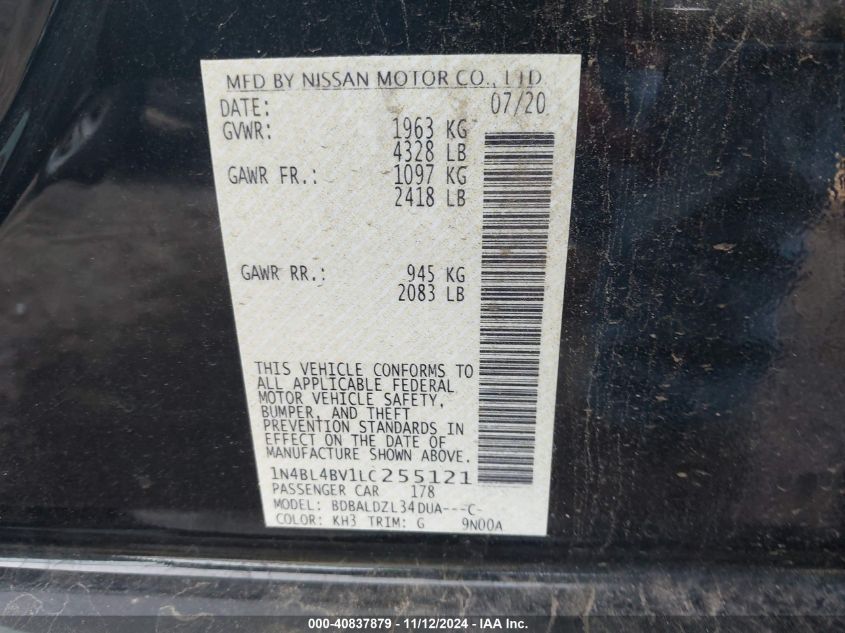 MFD BY NISSAN MOTOR CO., LTD.
DATE: 07/20
GVWR: 1963 KG
4328 LB
GAWR FR.: 1097 KG
2418 LB
GAWR RR.: 945 KG
2083 LB
THIS VEHICLE CONFORMS TO
ALL APPLICABLE FEDERAL
MOTOR VEHICLE SAFETY,
BUMPER, AND THEFT
PREVENTION STANDARDS IN
EFFECT ON THE DATE OF
MANUFACTURE SHOWN ABOVE.
1N4BL4BV1LC255121
PASSENGER CAR 178
MODEL: BDBALDZL34DUA---C-
COLOR: KH3 TRIM: G 9N00A
000-40837879 - 11/12/2024 - IAA Inc.